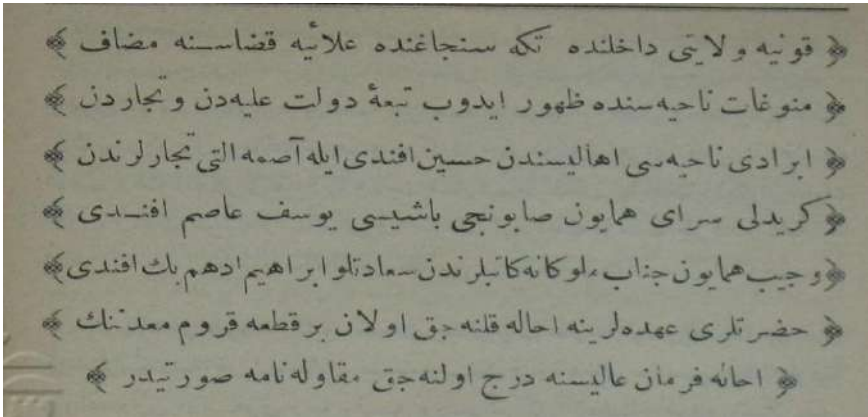 ﴿ قونیه ولایتی داخلنده تکه سنجاغنده علائیه قضاسنه مضاف ﴾
﴿ منوغات ناحیه‌سنده ظهور ایدوب تبعۀ دولت علیه‌دن وتجاردن ﴾
﴿ ابرادی ناحیه‌سی اهالیسندن حسین افندی ایله آصمه التی تجارلرندن ﴾
﴿ کریدلی سرای همایون صابونجی باشیسی یوسف عاصم افندی ﴾
﴿ وجیب همایون جناب ملوکانه کاتبلرندن سعادتلو ابراهیم ادهم بك افندی ﴾
﴿ حضرتلری عهده‌لرینه احاله قلنه‌جق اولان برقطعه قروم معدننك ﴾
﴿ احاله فرمان عالیسنه درج اولنه‌جق مقاوله‌نامه صورتیدر ﴾